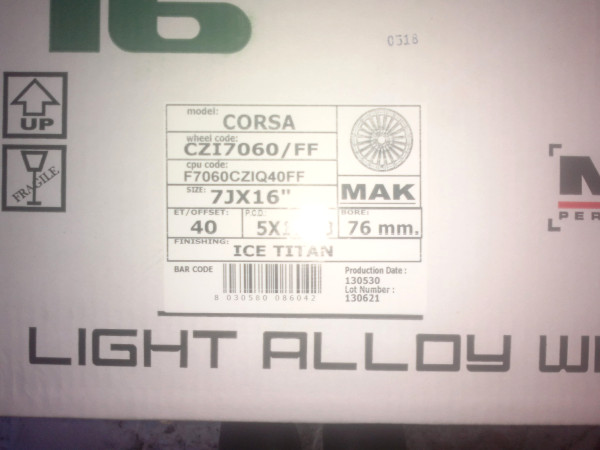 16
0318
UP
FRAGILE
model:
CORSA
wheel code:
CZI7060/FF
cpu code:
F7060CZIQ40FF
SIZE: 7JX16"
MAK
ET/OFFSET:
40
P.C.D.
BORE:
76 mm.
FINISHING:
ICE TITAN
BAR CODE
8 030580 086042
Production Date :
130530
Lot Number :
130621
LIGHT ALLOY